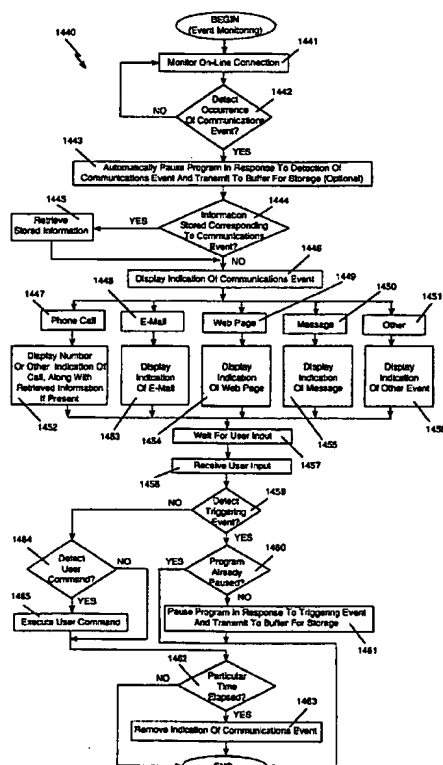 1440
BEGIN
(Event Monitoring)
1441
Monitor On-Line Connection
1442
Detect
Occurrence
Of Communications
Event?
NO
YES
1443
Automatically Pause Program In Response To Detection Of
Communications Event And Transmit To Buffer For Storage (Optional)
1445
Retrieve
Stored Information
YES
1444
Information
Stored Corresponding
To Communications
Event?
NO
1446
Display Indication Of Communications Event
1447
Phone Call
1448
E-Mail
1449
Web Page
1450
Message
1451
Other
Display Number
Or Other Indication Of
Call, Along With
Retrieved Information
If Present
1452
Display
Indication
Of E-Mail
1453
Display
Indication
Of Web Page
1454
Display
Indication
Of Message
1455
Display
Indication
Of Other Event
1456
Wait For User Input
1457
1458
Receive User Input
1459
Detect
Triggering
Event?
NO
YES
1464
Detect
User
Command?
NO
YES
1460
Program
Already
Paused?
YES
NO
1465
Execute User Command
Pause Program In Response To Triggering Event
And Transmit To Buffer For Storage
1461
1462
Particular
Time
Elapsed?
NO
YES
1463
Remove Indication Of Communications Event
END